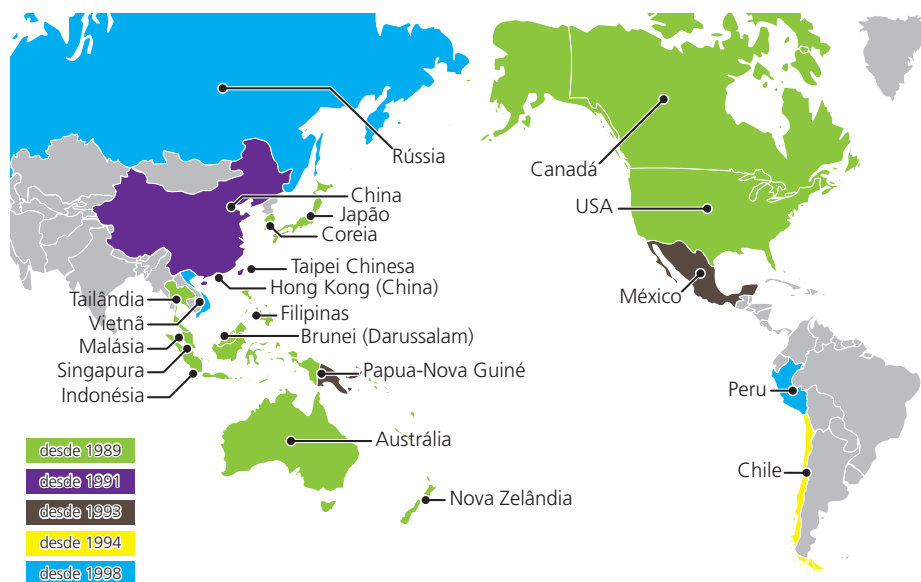 Rússia
Canadá
China
USA
Japão
Coreia
Taipei Chinesa
Hong Kong (China)
México
Tailândia
Filipinas
Vietnã
Brunei (Darussalam)
Malásia
Singapura
Papua-Nova Guiné
Indonésia
Peru
Austrália
Chile
Nova Zelândia
desde 1989
desde 1991
desde 1993
desde 1994
desde 1998